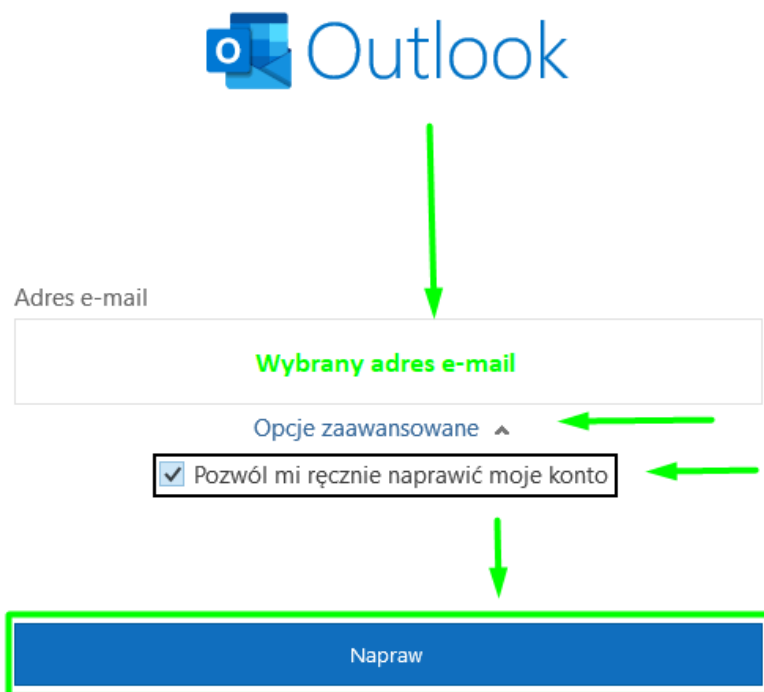 Outlook
Adres e-mail
Wybrany adres e-mail
Opcje zaawansowane
Pozwól mi ręcznie naprawić moje konto
Napraw